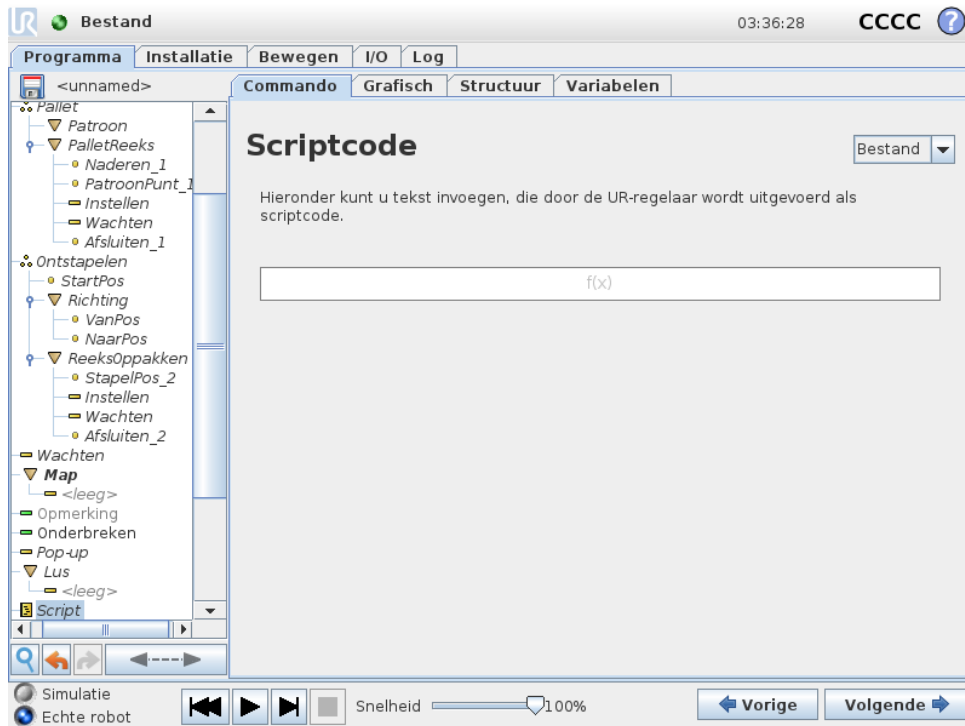 UR
Bestand
03:36:28
CCCC
?
Programma
Installatie
Bewegen
I/O
Log
<unnamed>
Commando
Grafisch
Structuur
Variabelen
Pallet
Patroon
PalletReeks
Naderen_1
PatroonPunt_1
Instellen
Wachten
Afsluiten_1
Ontstapelen
StartPos
Richting
VanPos
NaarPos
ReeksOppakken
StapelPos_2
Instellen
Wachten
Afsluiten_2
Wachten
Map
<leeg>
Opmerking
Onderbreken
Pop-up
Lus
<leeg>
Script
Scriptcode
Bestand
Hieronder kunt u tekst invoegen, die door de UR-regelaar wordt uitgevoerd als
scriptcode.
f(x)
Simulatie
Echte robot
Snelheid
100%
Vorige
Volgende